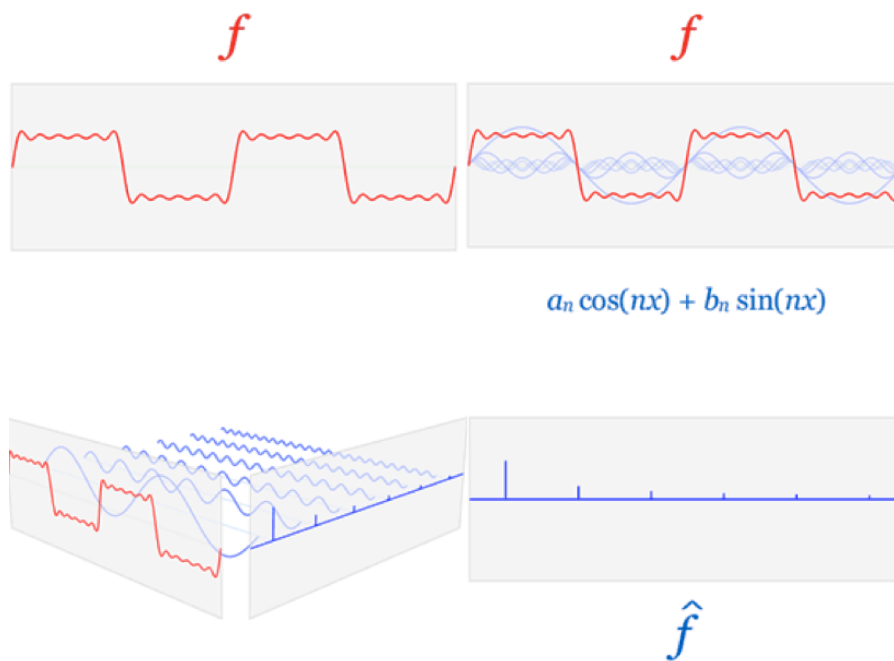 f
f
aₙ cos(nx) + bₙ sin(nx)
f̂